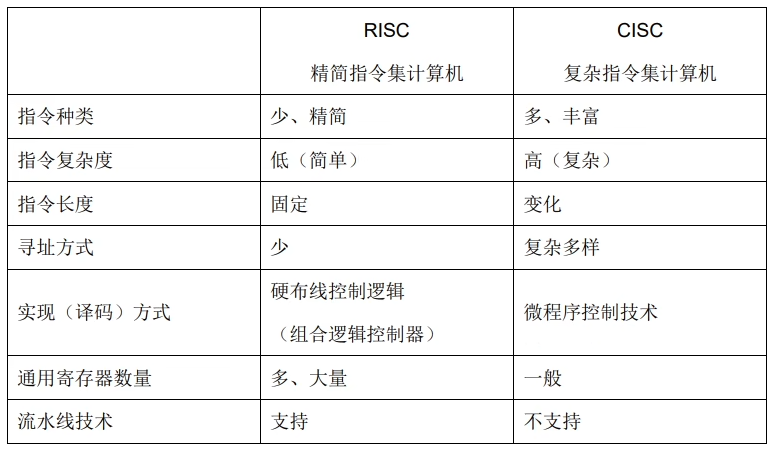 RISC CISC
精简指令集计算机 复杂指令集计算机
指令种类 少、精简 多、丰富
指令复杂度 低（简单） 高（复杂）
指令长度 固定 变化
寻址方式 少 复杂多样
实现（译码）方式 硬布线控制逻辑 微程序控制技术
（组合逻辑控制器）
通用寄存器数量 多、大量 一般
流水线技术 支持 不支持